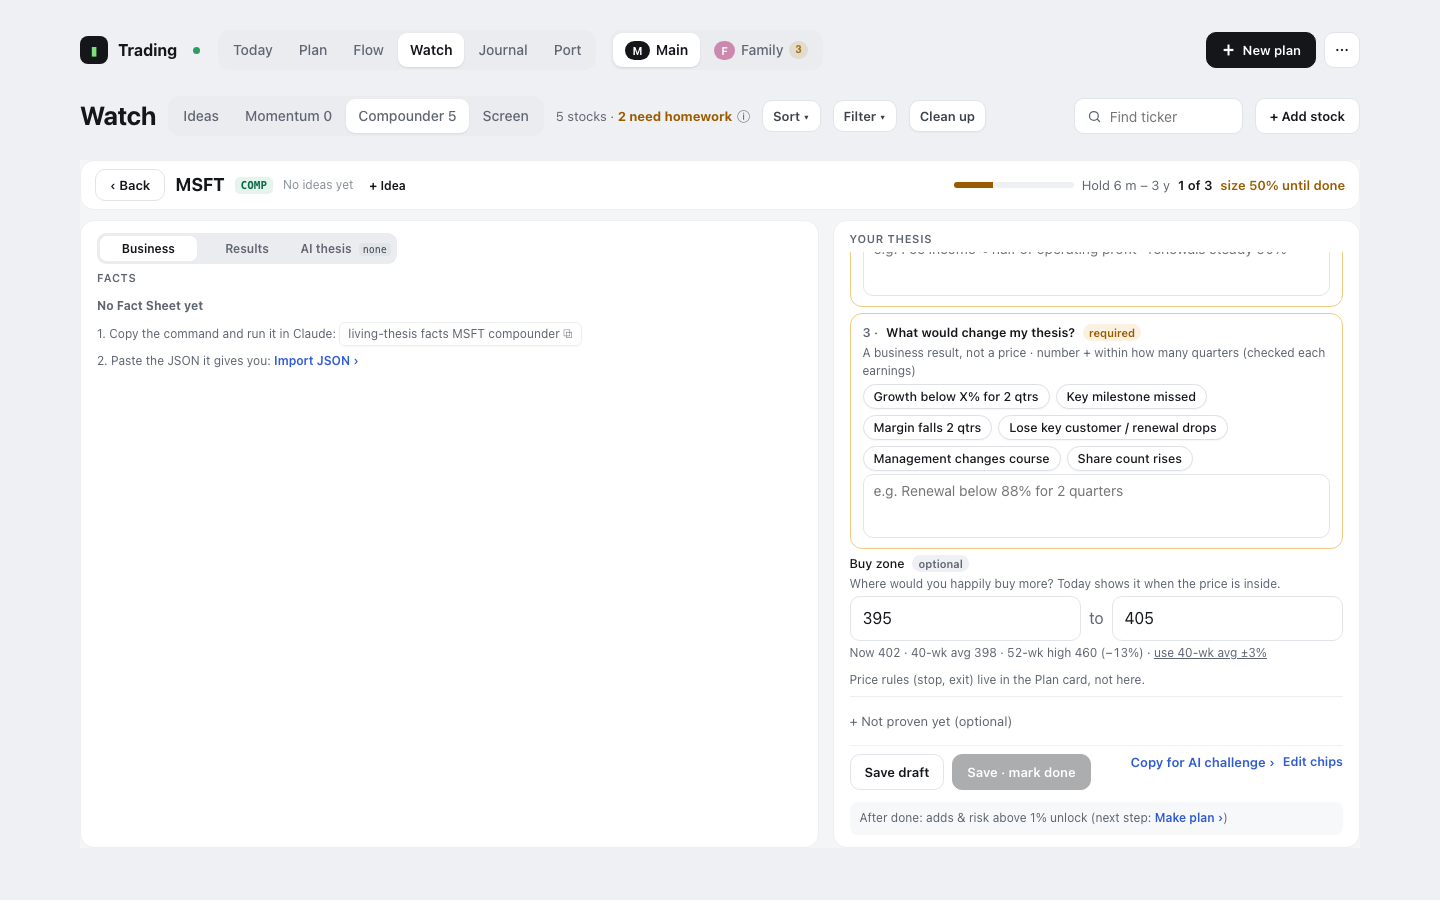 Trading
Today
Plan
Flow
Watch
Journal
Port
M Main
F Family 3
+ New plan
···
Watch
Ideas
Momentum 0
Compounder 5
Screen
5 stocks · 2 need homework ⓘ
Sort ▾
Filter ▾
Clean up
Find ticker
+ Add stock
‹ Back
MSFT
COMP
No ideas yet
+ Idea
Hold 6 m – 3 y 1 of 3 size 50% until done
Business
Results
AI thesis none
FACTS
No Fact Sheet yet
1. Copy the command and run it in Claude: living-thesis facts MSFT compounder
2. Paste the JSON it gives you: Import JSON ›
YOUR THESIS
3 · What would change my thesis? required
A business result, not a price · number + within how many quarters (checked each
earnings)
Growth below X% for 2 qtrs
Key milestone missed
Margin falls 2 qtrs
Lose key customer / renewal drops
Management changes course
Share count rises
e.g. Renewal below 88% for 2 quarters
Buy zone optional
Where would you happily buy more? Today shows it when the price is inside.
395 to 405
Now 402 · 40-wk avg 398 · 52-wk high 460 (−13%) · use 40-wk avg ±3%
Price rules (stop, exit) live in the Plan card, not here.
+ Not proven yet (optional)
Save draft
Save · mark done
Copy for AI challenge ›
Edit chips
After done: adds & risk above 1% unlock (next step: Make plan ›)